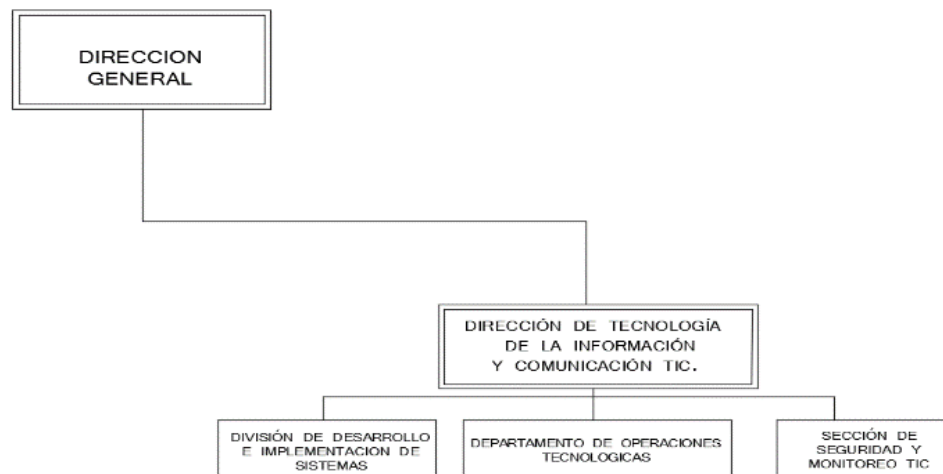 DIRECCION
GENERAL
DIRECCIÓN DE TECNOLOGÍA
DE LA INFORMACIÓN
Y COMUNICACIÓN TIC.
DIVISIÓN DE DESARROLLO
E IMPLEMENTACION DE
SISTEMAS
DEPARTAMENTO DE OPERACIONES
TECNOLOGICAS
SECCIÓN DE
SEGURIDAD Y
MONITOREO TIC